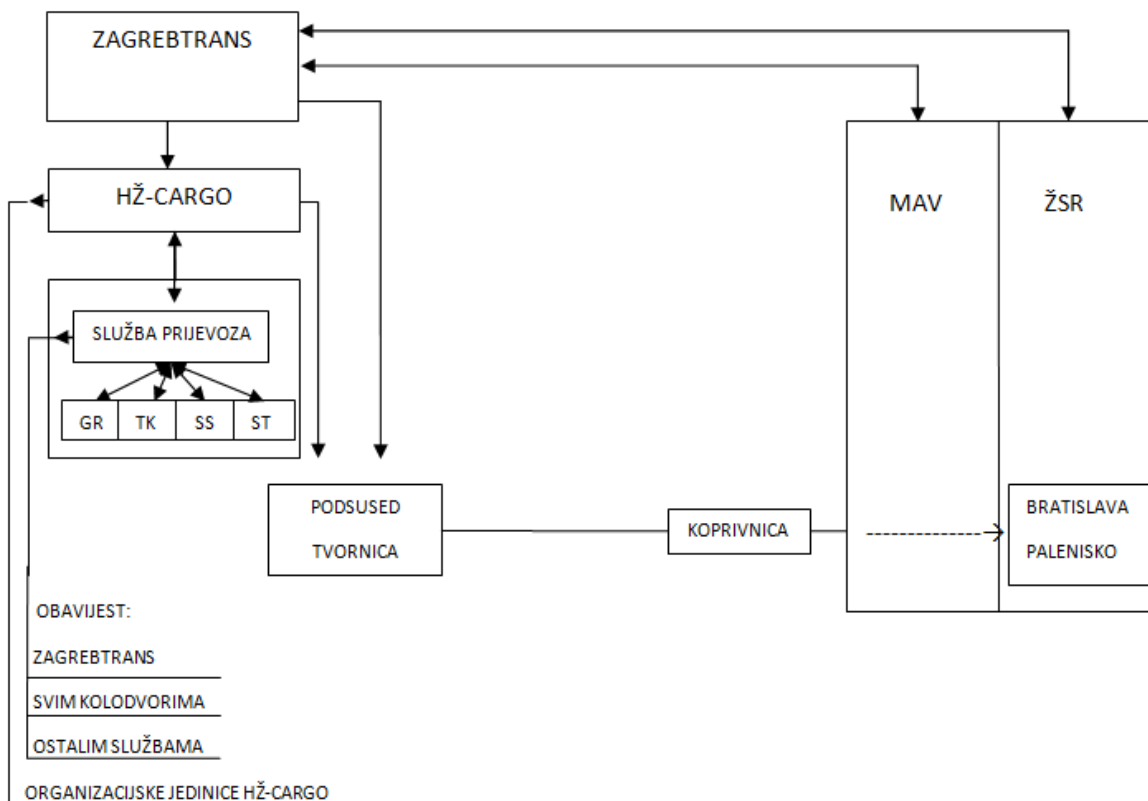 ZAGREBTRANS
HŽ-CARGO
MAV
ŽSR
SLUŽBA PRIJEVOZA
GR
TK
SS
ST
PODSUSED
TVORNICA
KOPRIVNICA
BRATISLAVA
PALENISKO
OBAVIJEST:
ZAGREBTRANS
SVIM KOLODVORIMA
OSTALIM SLUŽBAMA
ORGANIZACIJSKE JEDINICE HŽ-CARGO